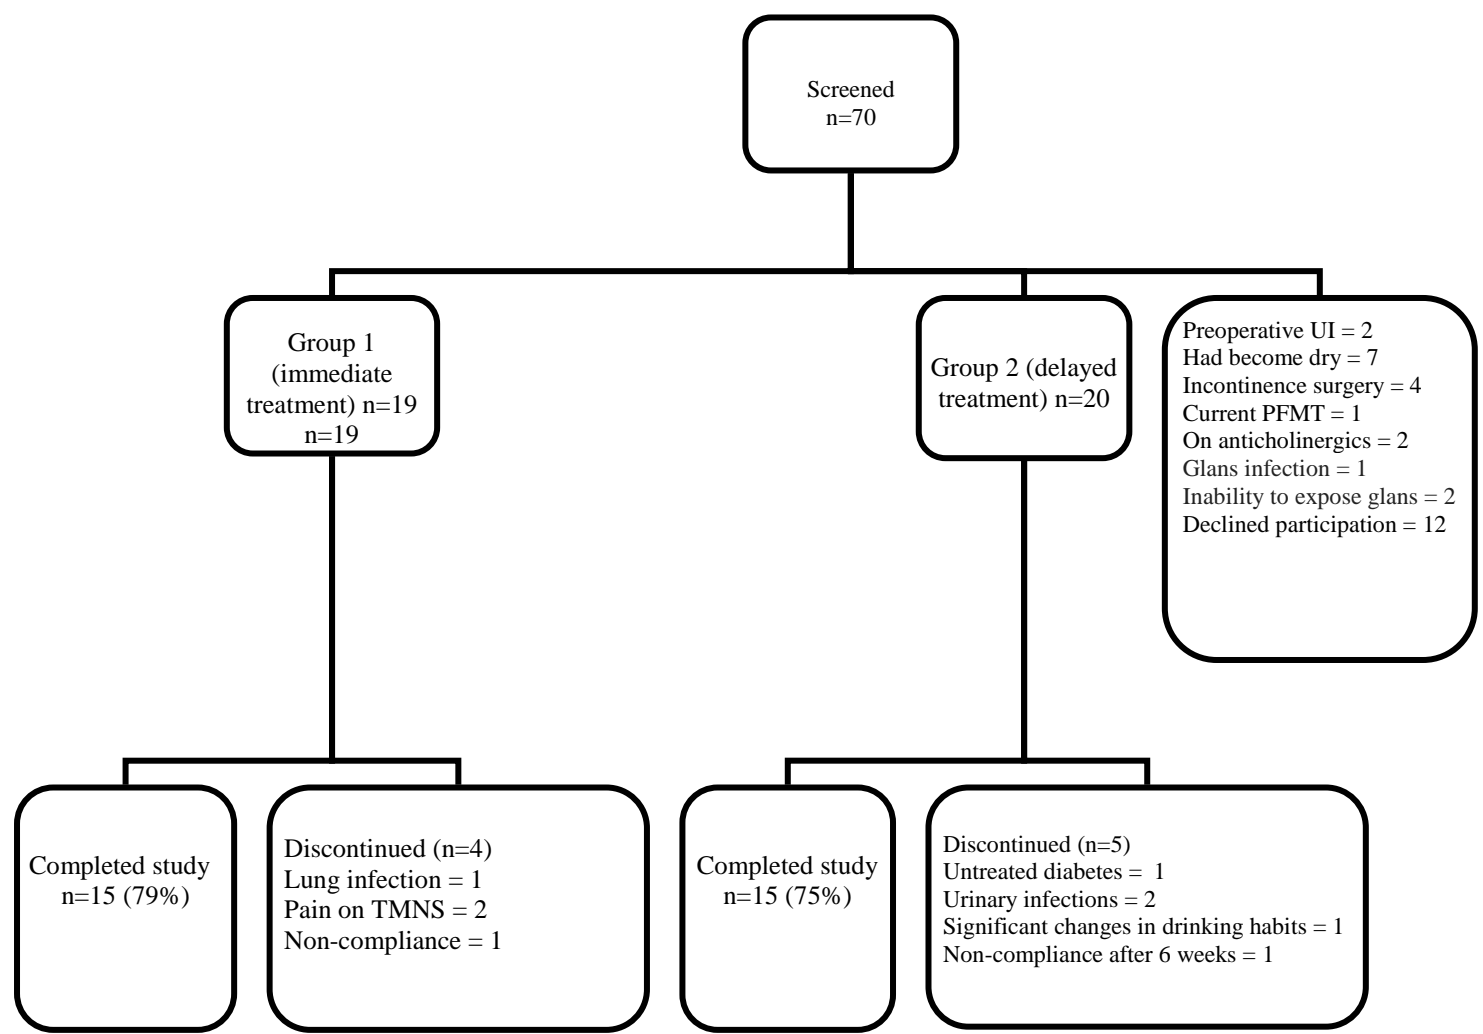 Screened
n=70
Group 1
(immediate
treatment) n=19
n=19
Group 2 (delayed
treatment) n=20
Preoperative UI = 2
Had become dry = 7
Incontinence surgery = 4
Current PFMT = 1
On anticholinergics = 2
Glans infection = 1
Inability to expose glans = 2
Declined participation = 12
Completed study
n=15 (79%)
Discontinued (n=4)
Lung infection = 1
Pain on TMNS = 2
Non-compliance = 1
Completed study
n=15 (75%)
Discontinued (n=5)
Untreated diabetes = 1
Urinary infections = 2
Significant changes in drinking habits = 1
Non-compliance after 6 weeks = 1